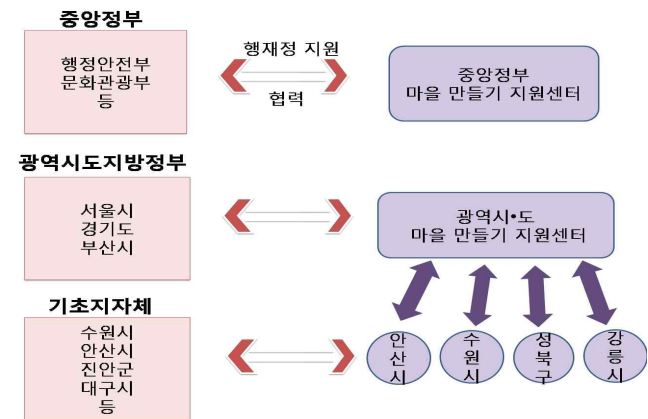 중앙정부
행정안전부
문화관광부
등
행재정 지원
협력
중앙정부
마을 만들기 지원센터
광역시도지방정부
서울시
경기도
부산시
광역시•도
마을 만들기 지원센터
기초지자체
수원시
안산시
진안군
대구시
등
안산시
수원시
성북구
강릉시